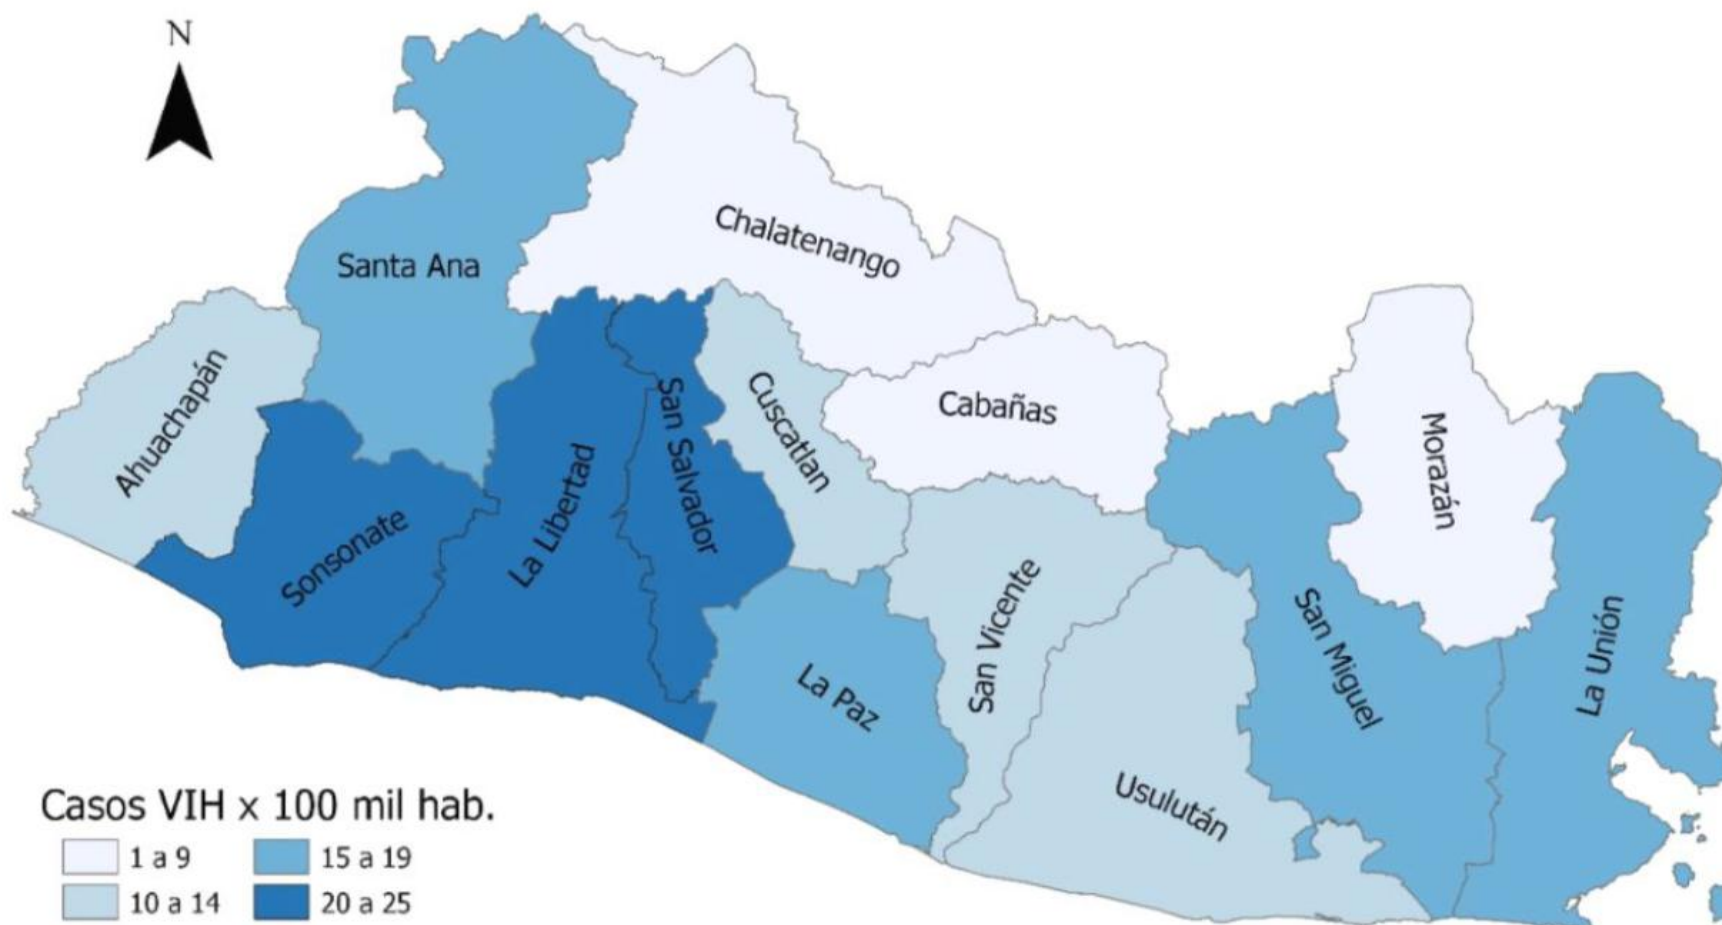 N
Chalatenango
Santa Ana
Ahuachapán
Cuscatlan
Cabañas
Morazán
San Salvador
La Libertad
Sonsonate
San Vicente
San Miguel
La Unión
La Paz
Usulután
Casos VIH x 100 mil hab.
1 a 9
15 a 19
10 a 14
20 a 25